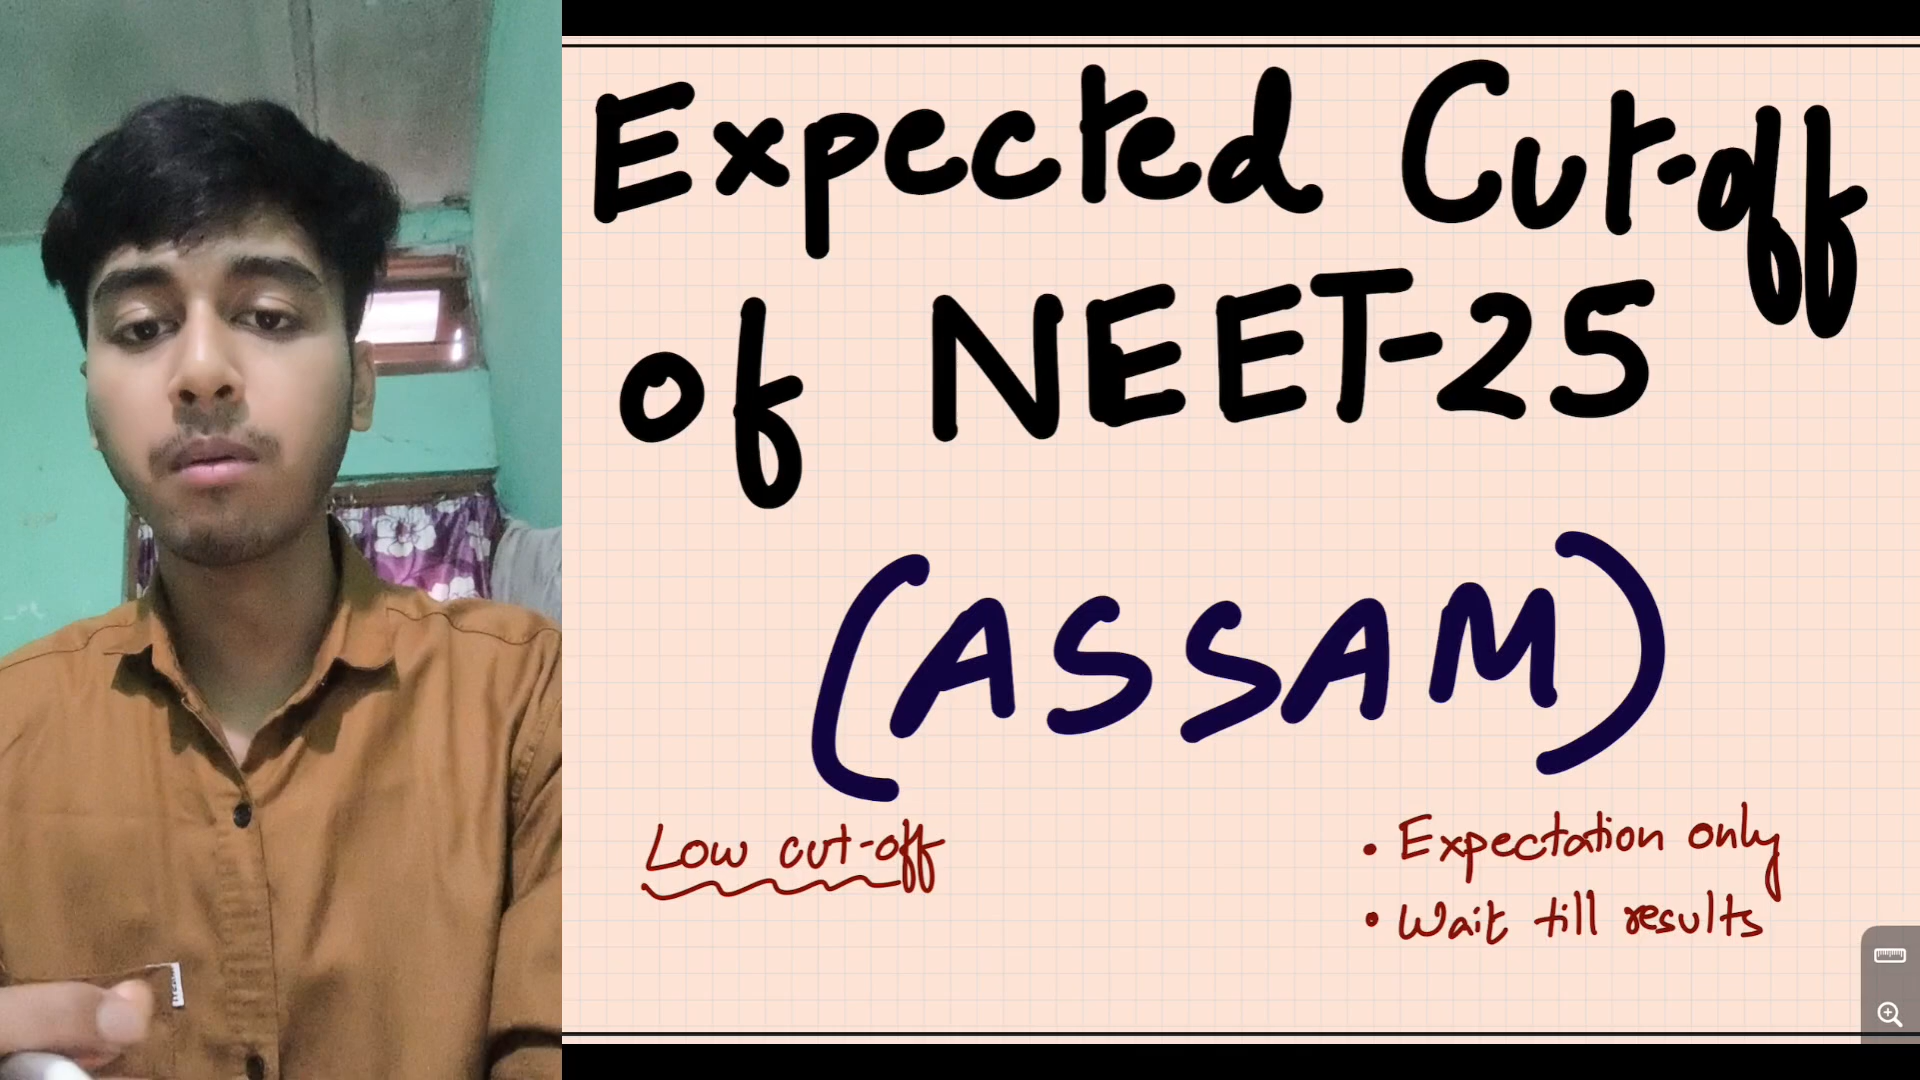 Expected Cut-off
of NEET-25
(ASSAM)
Low cut-off
• Expectation only
• Wait till results